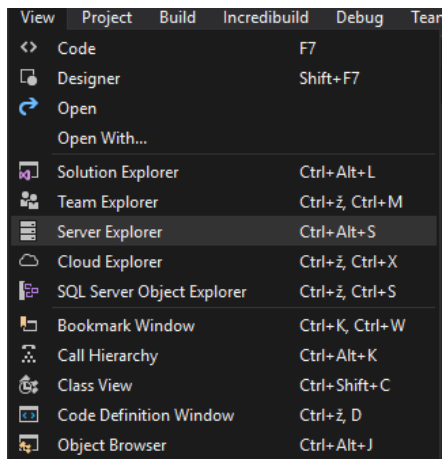 View Project Build Incredibuild Debug Tear
Code F7
Designer Shift+F7
Open
Open With...
Solution Explorer Ctrl+Alt+L
Team Explorer Ctrl+ž, Ctrl+M
Server Explorer Ctrl+Alt+S
Cloud Explorer Ctrl+ž, Ctrl+X
SQL Server Object Explorer Ctrl+ž, Ctrl+S
Bookmark Window Ctrl+K, Ctrl+W
Call Hierarchy Ctrl+Alt+K
Class View Ctrl+Shift+C
Code Definition Window Ctrl+ž, D
Object Browser Ctrl+Alt+J